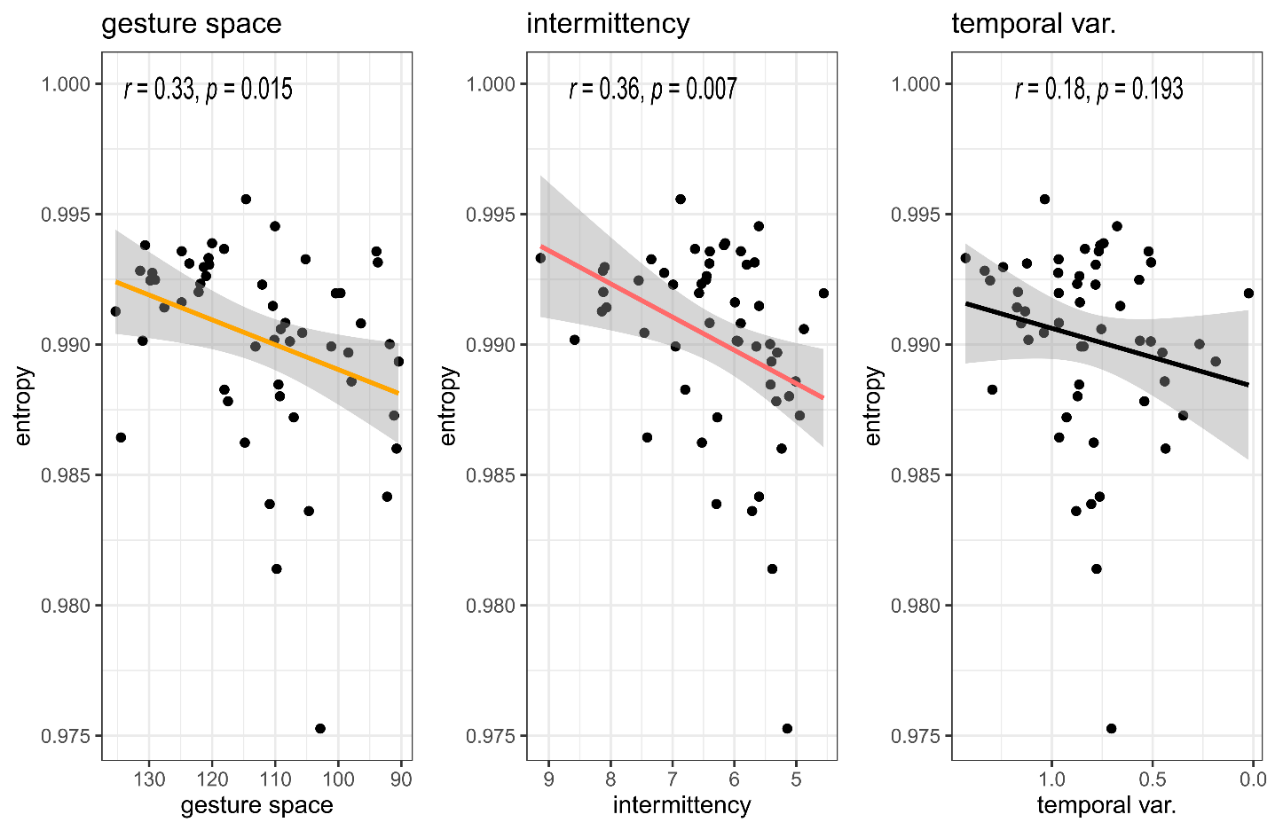 gesture space
intermittency
temporal var.
r = 0.33, p = 0.015
r = 0.36, p = 0.007
r = 0.18, p = 0.193
1.000
0.995
0.990
0.985
0.980
0.975
entropy
130 120 110 100 90
gesture space
1.000
0.995
0.990
0.985
0.980
0.975
entropy
9 8 7 6 5
intermittency
1.000
0.995
0.990
0.985
0.980
0.975
entropy
1.0 0.5 0.0
temporal var.